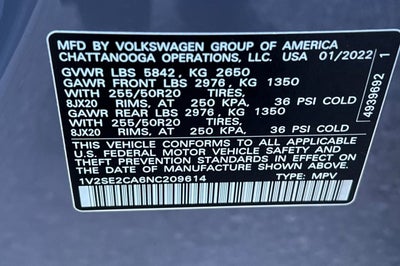 MFD BY VOLKSWAGEN GROUP OF AMERICA
CHATTANOOGA OPERATIONS, LLC. USA 01/2022
GVWR LBS 5842, KG 2650
GAWR FRONT LBS 2976, KG 1350
WITH 255/50R20 TIRES,
8JX20 RIMS, AT 250 KPA, 36 PSI COLD
GAWR REAR LBS 2976, KG 1350
WITH 255/50R20 TIRES,
8JX20 RIMS, AT 250 KPA, 36 PSI COLD
THIS VEHICLE CONFORMS TO ALL APPLICABLE
U.S. FEDERAL MOTOR VEHICLE SAFETY AND
THEFT PREVENTION STANDARDS IN EFFECT ON THE
DATE OF MANUFACTURE SHOWN ABOVE.
1V2SE2CA6NC209614 TYPE: MPV
4939692 1